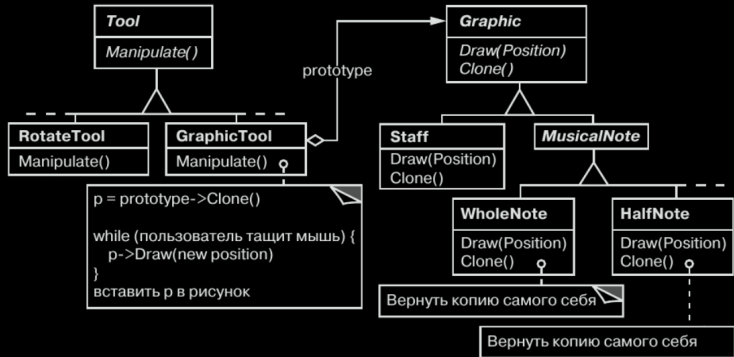 Tool
Manipulate()
Graphic
Draw(Position)
Clone()
prototype
RotateTool
Manipulate()
GraphicTool
Manipulate()
Staff
Draw(Position)
Clone()
MusicalNote
p = prototype->Clone()
while (пользователь тащит мышь) {
p->Draw(new position)
}
вставить p в рисунок
WholeNote
Draw(Position)
Clone()
HalfNote
Draw(Position)
Clone()
Вернуть копию самого себя
Вернуть копию самого себя